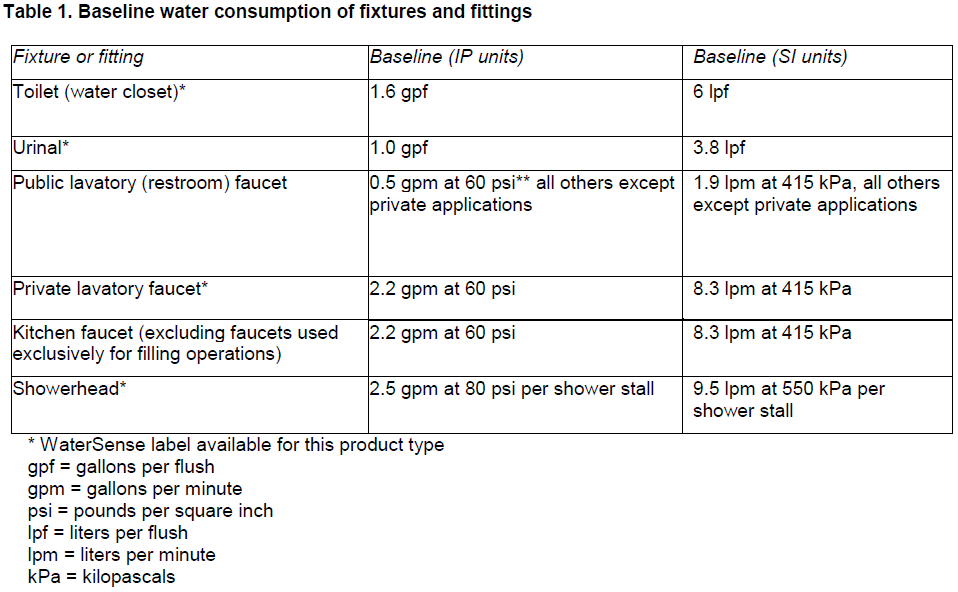 Table 1. Baseline water consumption of fixtures and fittings
Fixture or fitting Baseline (IP units) Baseline (SI units)
Toilet (water closet)* 1.6 gpf 6 lpf
Urinal* 1.0 gpf 3.8 lpf
Public lavatory (restroom) faucet 0.5 gpm at 60 psi** all others except 1.9 lpm at 415 kPa, all others
private applications except private applications
Private lavatory faucet* 2.2 gpm at 60 psi 8.3 lpm at 415 kPa
Kitchen faucet (excluding faucets used 2.2 gpm at 60 psi 8.3 lpm at 415 kPa
exclusively for filling operations)
Showerhead* 2.5 gpm at 80 psi per shower stall 9.5 lpm at 550 kPa per
shower stall
* WaterSense label available for this product type
gpf = gallons per flush
gpm = gallons per minute
psi = pounds per square inch
lpf = liters per flush
lpm = liters per minute
kPa = kilopascals